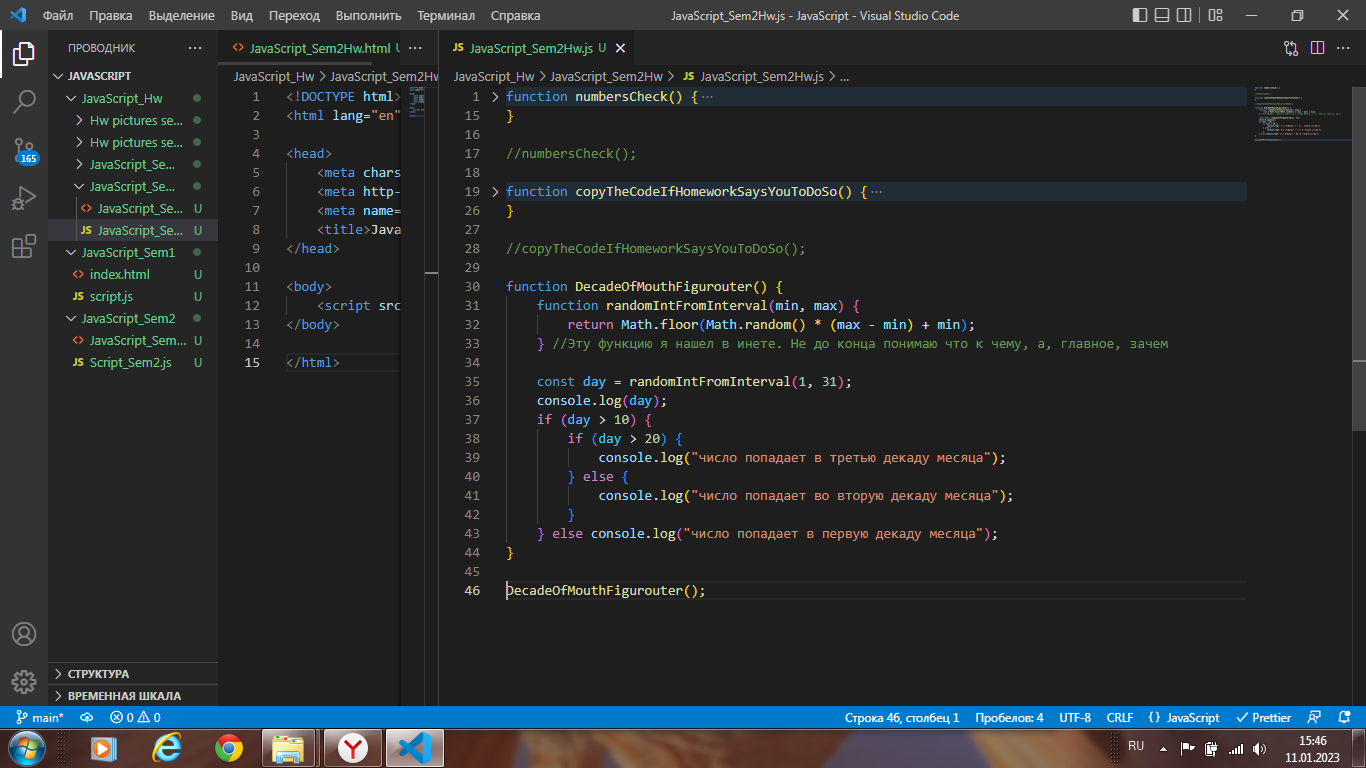 Файл Правка Выделение Вид Переход Выполнить Терминал Справка JavaScript_Sem2Hw.js - JavaScript - Visual Studio Code
ПРОВОДНИК ...
JAVASCRIPT
JavaScript_Hw
Hw pictures se...
Hw pictures se...
JavaScript_Se...
JavaScript_Se...
JavaScript_Se... U
JavaScript_Se... U
JavaScript_Sem1
index.html U
script.js U
JavaScript_Sem2
JavaScript_Sem... U
Script_Sem2.js U
СТРУКТУРА
ВРЕМЕННАЯ ШКАЛА
165
JavaScript_Sem2Hw.html U ...
JavaScript_Hw > JavaScript_Sem2Hw
1 <!DOCTYPE html>
2 <html lang="en"
3
4 <head>
5 <meta chars
6 <meta http-
7 <meta name=
8 <title>Java
9 </head>
10
11 <body>
12 <script src
13 </body>
14
15 </html>
JS JavaScript_Sem2Hw.js U
JavaScript_Hw > JavaScript_Sem2Hw > JS JavaScript_Sem2Hw.js > ...
1 function numbersCheck() {...
15 }
16
17 //numbersCheck();
18
19 function copyTheCodeIfHomeworkSaysYouToDoSo() {...
26 }
27
28 //copyTheCodeIfHomeworkSaysYouToDoSo();
29
30 function DecadeOfMouthFigurouter() {
31 function randomIntFromInterval(min, max) {
32 return Math.floor(Math.random() * (max - min) + min);
33 } //Эту функцию я нашел в инете. Не до конца понимаю что к чему, а, главное, зачем
34
35 const day = randomIntFromInterval(1, 31);
36 console.log(day);
37 if (day > 10) {
38 if (day > 20) {
39 console.log("число попадает в третью декаду месяца");
40 } else {
41 console.log("число попадает во вторую декаду месяца");
42 }
43 } else console.log("число попадает в первую декаду месяца");
44 }
45
46 DecadeOfMouthFigurouter();
main* 0 0 Строка 46, столбец 1 Пробелов: 4 UTF-8 CRLF {} JavaScript Prettier
RU 15:46
11.01.2023